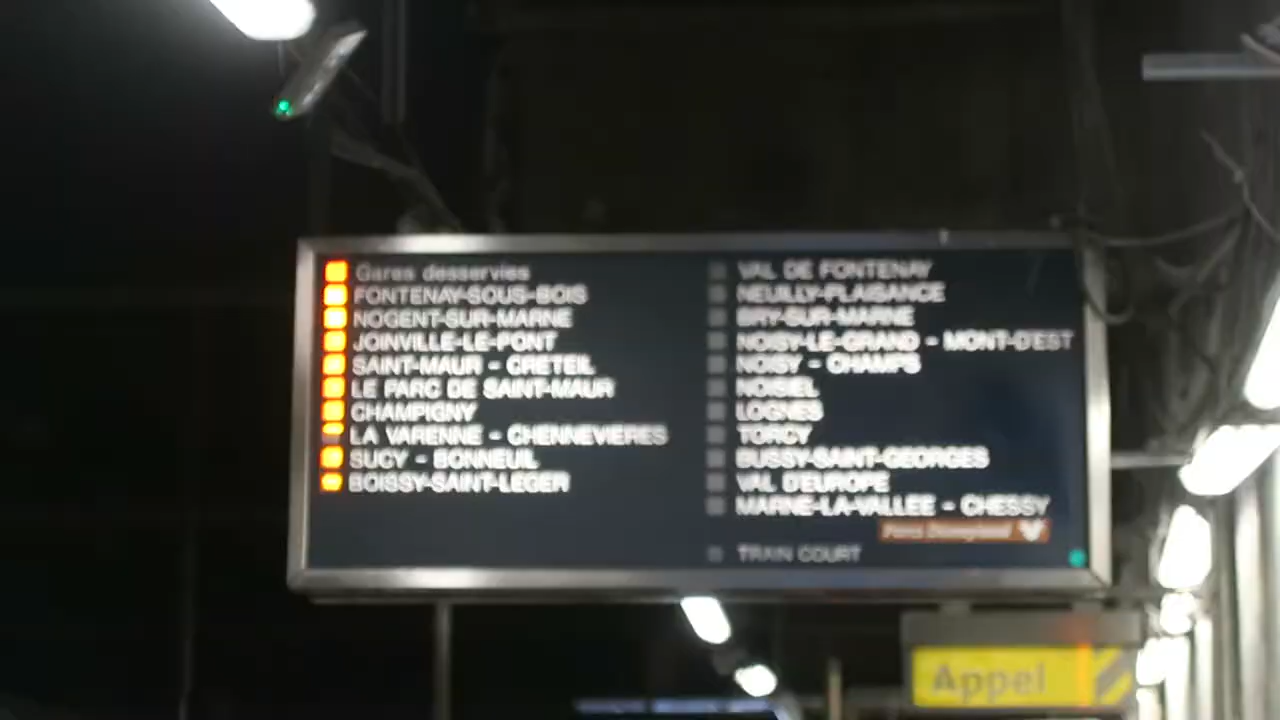 Gares desservies
FONTENAY-SOUS-BOIS
NOGENT-SUR-MARNE
JOINVILLE-LE-PONT
SAINT-MAUR - CRETEIL
LE PARC DE SAINT-MAUR
CHAMPIGNY
LA VARENNE - CHENNEVIERES
SUCY - BONNEUIL
BOISSY-SAINT-LEGER
VAL DE FONTENAY
NEUILLY-PLAISANCE
BRY-SUR-MARNE
NOISY-LE-GRAND - MONT-D'EST
NOISY - CHAMPS
NOISIEL
LOGNES
TORCY
BUSSY-SAINT-GEORGES
VAL D'EUROPE
MARNE-LA-VALLEE - CHESSY
Parcs Disneyland
TRAIN COURT
Appel